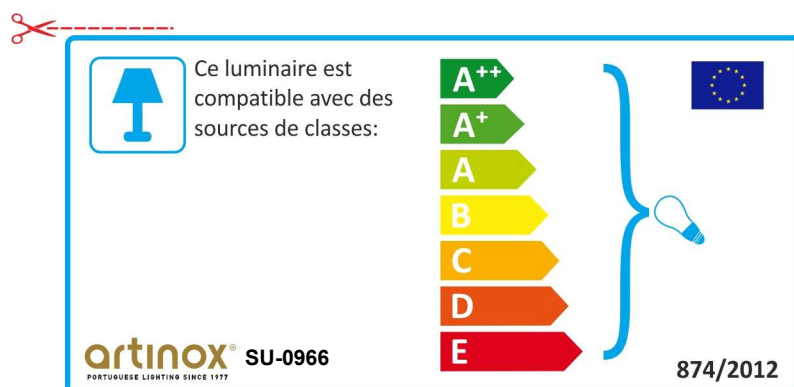 Ce luminaire est
compatible avec des
sources de classes:
A++
A+
A
B
C
D
E
artinox® SU-0966
PORTUGUESE LIGHTING SINCE 1977
874/2012